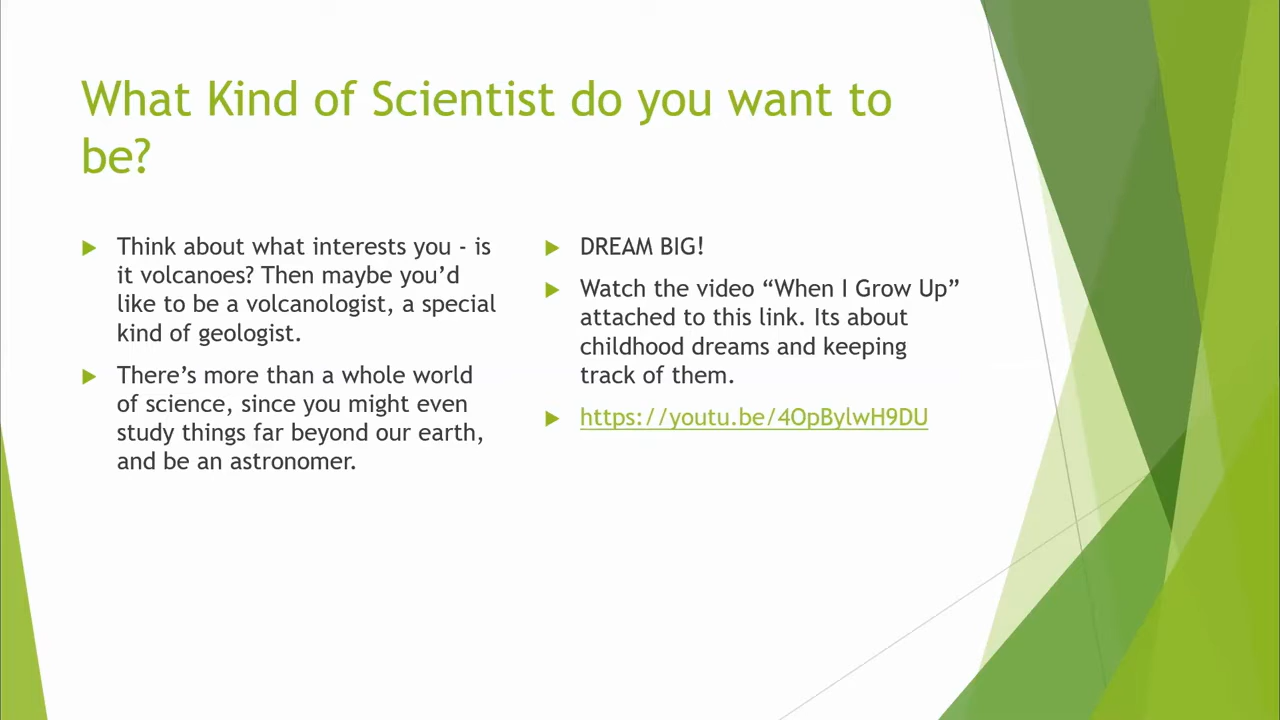 What Kind of Scientist do you want to
be?
Think about what interests you - is
it volcanoes? Then maybe you’d
like to be a volcanologist, a special
kind of geologist.
There’s more than a whole world
of science, since you might even
study things far beyond our earth,
and be an astronomer.
DREAM BIG!
Watch the video “When I Grow Up”
attached to this link. Its about
childhood dreams and keeping
track of them.
https://youtu.be/4OpBylwH9DU